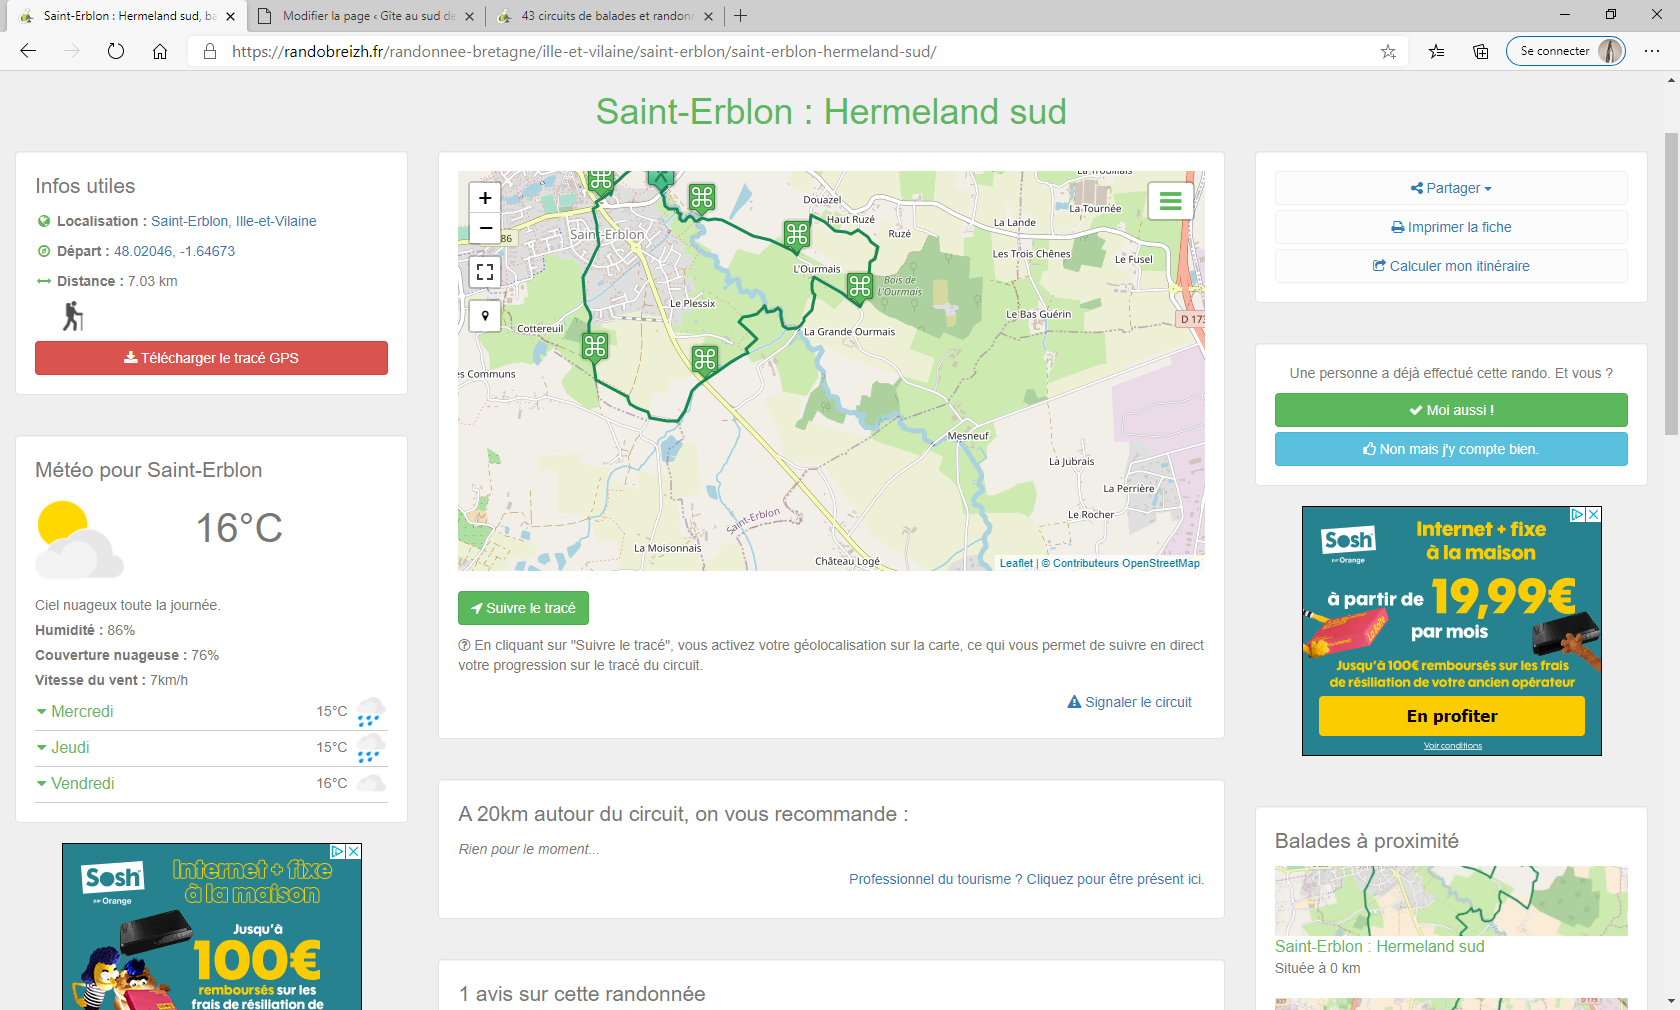 Saint-Erblon : Hermeland sud, ba
Modifier la page ‹ Gîte au sud de
43 circuits de balades et randonn
https://randobreizh.fr/randonnee-bretagne/ille-et-vilaine/saint-erblon/saint-erblon-hermeland-sud/
Se connecter
Saint-Erblon : Hermeland sud
Infos utiles
Localisation : Saint-Erblon, Ille-et-Vilaine
Départ : 48.02046, -1.64673
Distance : 7.03 km
Télécharger le tracé GPS
Météo pour Saint-Erblon
16°C
Ciel nuageux toute la journée.
Humidité : 86%
Couverture nuageuse : 76%
Vitesse du vent : 7km/h
Mercredi 15°C
Jeudi 15°C
Vendredi 16°C
Sosh
par Orange
Internet + fixe
à la maison
Jusqu'à
100€
remboursés sur les
frais de résiliation de
+
−
La Troudais
Douazel
La Tournée
Haut Ruzé
La Lande
86
Saint-Erblon
Ruzé
Les Trois Chênes
Le Fusel
L'Ourmais
Bois de
L'Ourmais
Le Plessix
Le Bas Guérin
D 173
Cottereuil
La Grande Ourmais
es Communs
Mesneuf
La Jubrais
La Perrière
Saint-Erblon
Le Rocher
La Moisonnais
Château Logé
Leaflet | © Contributeurs OpenStreetMap
Suivre le tracé
En cliquant sur "Suivre le tracé", vous activez votre géolocalisation sur la carte, ce qui vous permet de suivre en direct
votre progression sur le tracé du circuit.
Signaler le circuit
A 20km autour du circuit, on vous recommande :
Rien pour le moment...
Professionnel du tourisme ? Cliquez pour être présent ici.
1 avis sur cette randonnée
Partager
Imprimer la fiche
Calculer mon itinéraire
Une personne a déjà effectué cette rando. Et vous ?
Moi aussi !
Non mais j'y compte bien.
Sosh
par Orange
Internet + fixe
à la maison
à partir de 19,99€
par mois
Jusqu'à 100€ remboursés sur les frais
de résiliation de votre ancien opérateur
En profiter
Voir conditions
Balades à proximité
Saint-Erblon : Hermeland sud
Située à 0 km